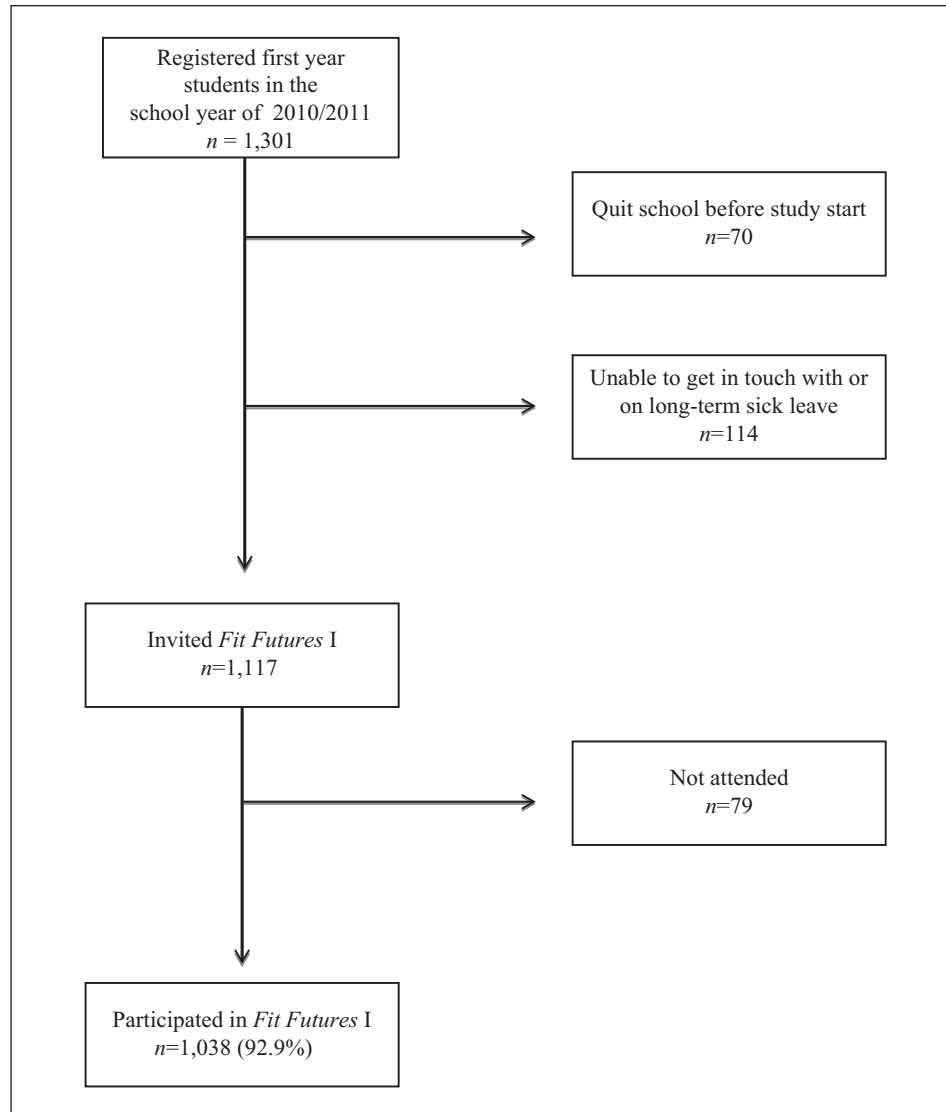 Registered first year
students in the
school year of 2010/2011
n = 1,301
Quit school before study start
n=70
Unable to get in touch with or
on long-term sick leave
n=114
Invited Fit Futures I
n=1,117
Not attended
n=79
Participated in Fit Futures I
n=1,038 (92.9%)